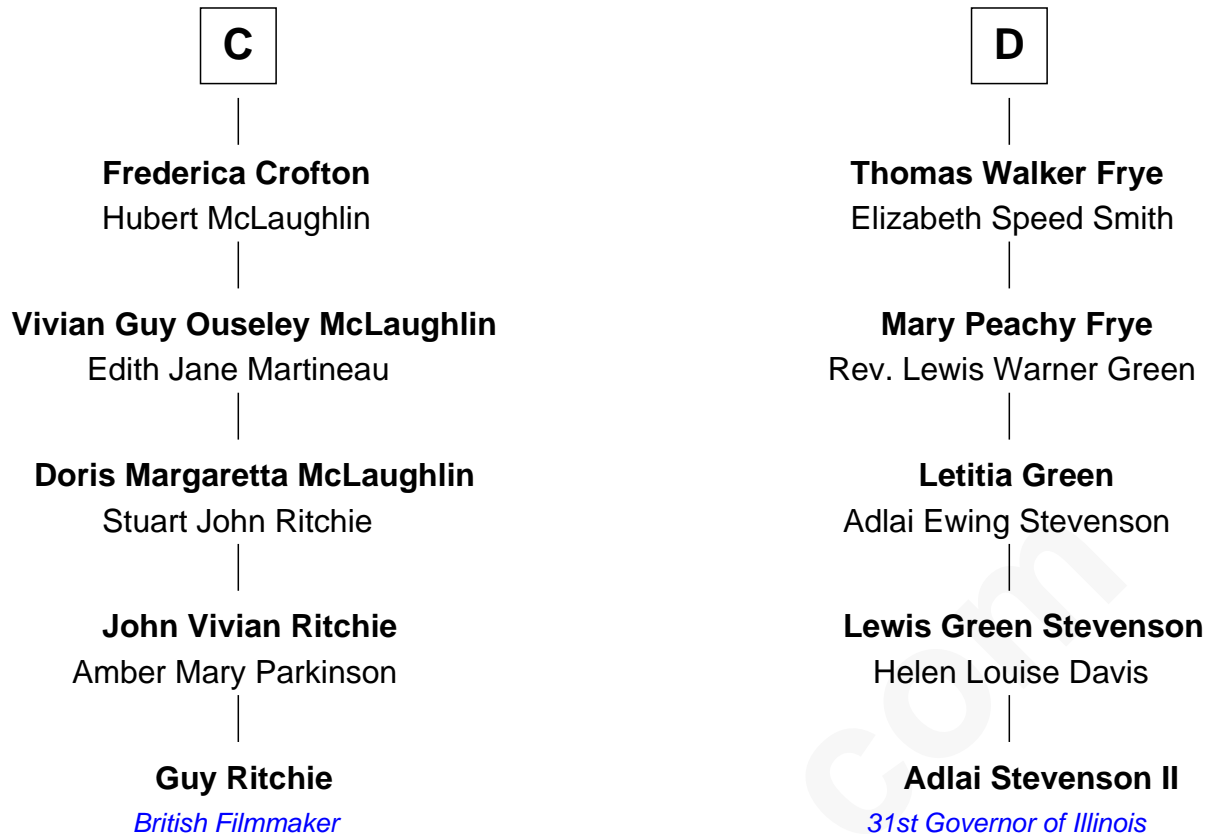 C
Frederica Crofton
Hubert McLaughlin
Vivian Guy Ouseley McLaughlin
Edith Jane Martineau
Doris Margaretta McLaughlin
Stuart John Ritchie
John Vivian Ritchie
Amber Mary Parkinson
Guy Ritchie
British Filmmaker
D
Thomas Walker Frye
Elizabeth Speed Smith
Mary Peachy Frye
Rev. Lewis Warner Green
Letitia Green
Adlai Ewing Stevenson
Lewis Green Stevenson
Helen Louise Davis
Adlai Stevenson II
31st Governor of Illinois
com